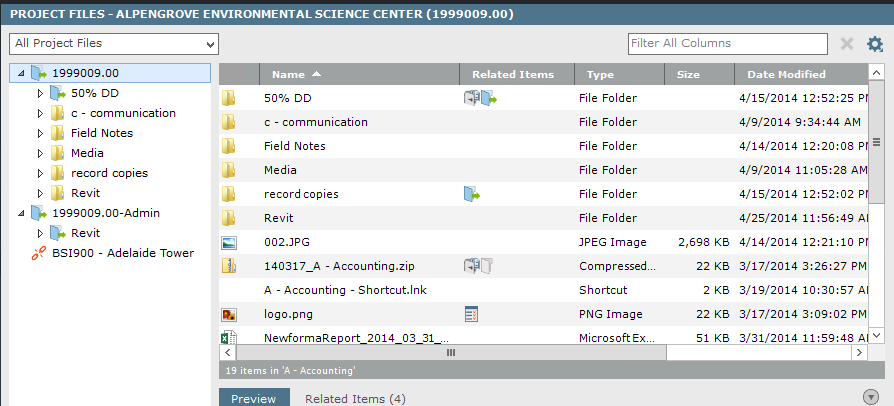 PROJECT FILES - ALPENGROVE ENVIRONMENTAL SCIENCE CENTER (1999009.00)
All Project Files
Filter All Columns
1999009.00
50% DD
c - communication
Field Notes
Media
record copies
Revit
1999009.00-Admin
Revit
BSI900 - Adelaide Tower
Name Related Items Type Size Date Modified
50% DD File Folder 4/15/2014 12:52:25 P
c - communication File Folder 4/9/2014 9:34:44 AM
Field Notes File Folder 4/14/2014 12:20:08 P
Media File Folder 4/9/2014 11:05:28 AM
record copies File Folder 4/15/2014 12:52:02 P
Revit File Folder 4/25/2014 11:56:49 A
002.JPG JPEG Image 2,698 KB 4/14/2014 12:21:10 P
140317_A - Accounting.zip Compressed... 22 KB 3/17/2014 3:26:27 PM
A - Accounting - Shortcut.lnk Shortcut 2 KB 3/19/2014 10:30:57 A
logo.png PNG Image 22 KB 3/17/2014 3:09:02 PM
NewformaReport_2014_03_31_... Microsoft Ex... 51 KB 3/31/2014 11:59:48 A
19 items in 'A - Accounting'
Preview Related Items (4)